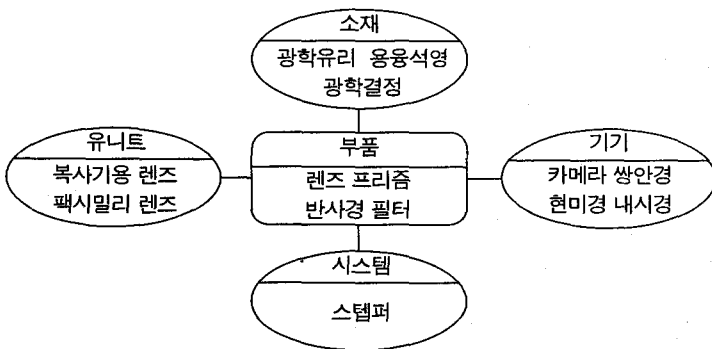 소재
광학유리 용융석영
광학결정
유니트
복사기용 렌즈
팩시밀리 렌즈
부품
렌즈 프리즘
반사경 필터
기기
카메라 쌍안경
현미경 내시경
시스템
스텝퍼